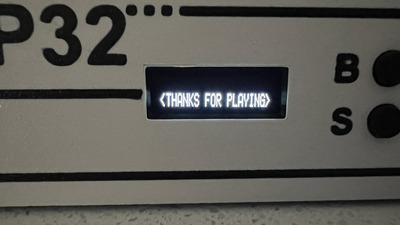 P32
<THANKS FOR PLAYING>
B
S